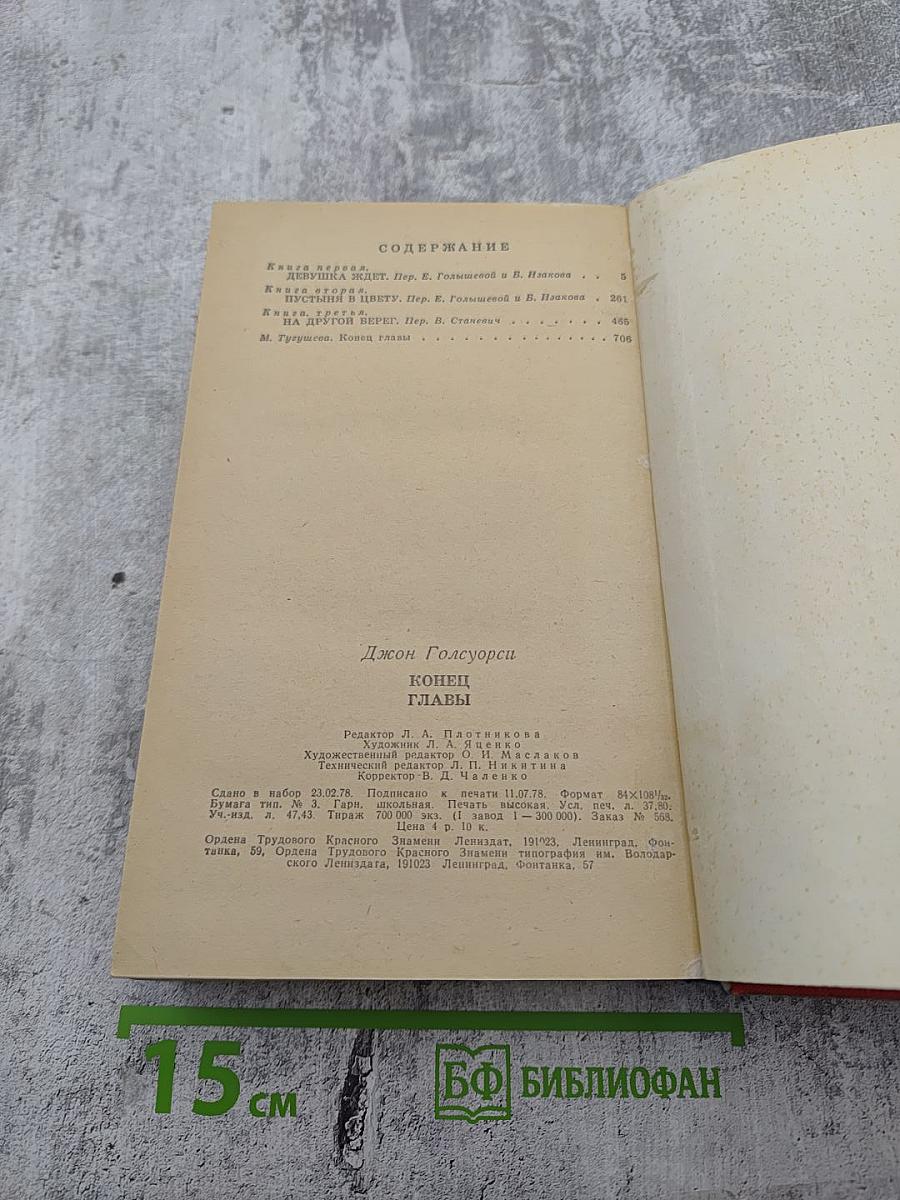 СОДЕРЖАНИЕ
Книга первая.
ДЕВУШКА ЖДЕТ. Пер. Е. Голышевой и Б. Изакова . . 5
Книга вторая.
ПУСТЫНЯ В ЦВЕТУ. Пер. Е. Голышевой и Б. Изакова . 261
Книга третья.
НА ДРУГОЙ БЕРЕГ. Пер. В. Станевич . . . . . . . 465
М. Тугушева. Конец главы . . . . . . . . . . . . . . . 706
Джон Голсуорси
КОНЕЦ
ГЛАВЫ
Редактор Л. А. Плотникова
Художник Л. А. Яценко
Художественный редактор О. И. Маслаков
Технический редактор Л. П. Никитина
Корректор В. Д. Чаленко
Сдано в набор 23.02.78. Подписано к печати 11.07.78. Формат 84×108 1/32.
Бумага тип. № 3. Гарн. школьная. Печать высокая. Усл. печ. л. 37,80.
Уч.-изд. л. 47,43. Тираж 700 000 экз. (I завод 1—300 000). Заказ № 568.
Цена 4 р. 10 к.
Ордена Трудового Красного Знамени Лениздат, 191023, Ленинград, Фон-
танка, 59, Ордена Трудового Красного Знамени типография им. Володар-
ского Лениздата, 191023 Ленинград, Фонтанка, 57
15 см
БФ БИБЛИОФАН